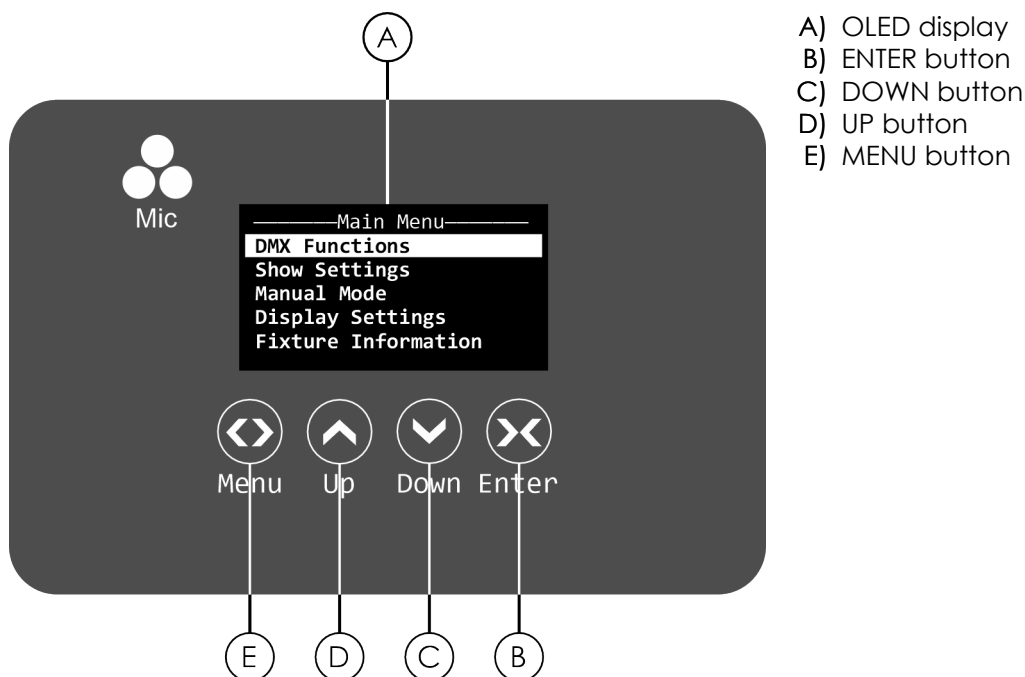 A
A) OLED display
B) ENTER button
C) DOWN button
D) UP button
E) MENU button
Mic
Main Menu
DMX Functions
Show Settings
Manual Mode
Display Settings
Fixture Information
Menu Up Down Enter
E D C B